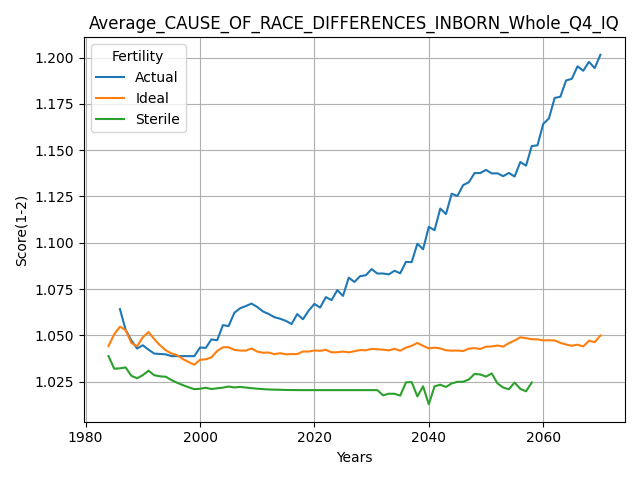 Average_CAUSE_OF_RACE_DIFFERENCES_INBORN_Whole_Q4_IQ
Fertility
Actual
Ideal
Sterile
Score(1-2)
1.200
1.175
1.150
1.125
1.100
1.075
1.050
1.025
1980
2000
2020
2040
2060
Years